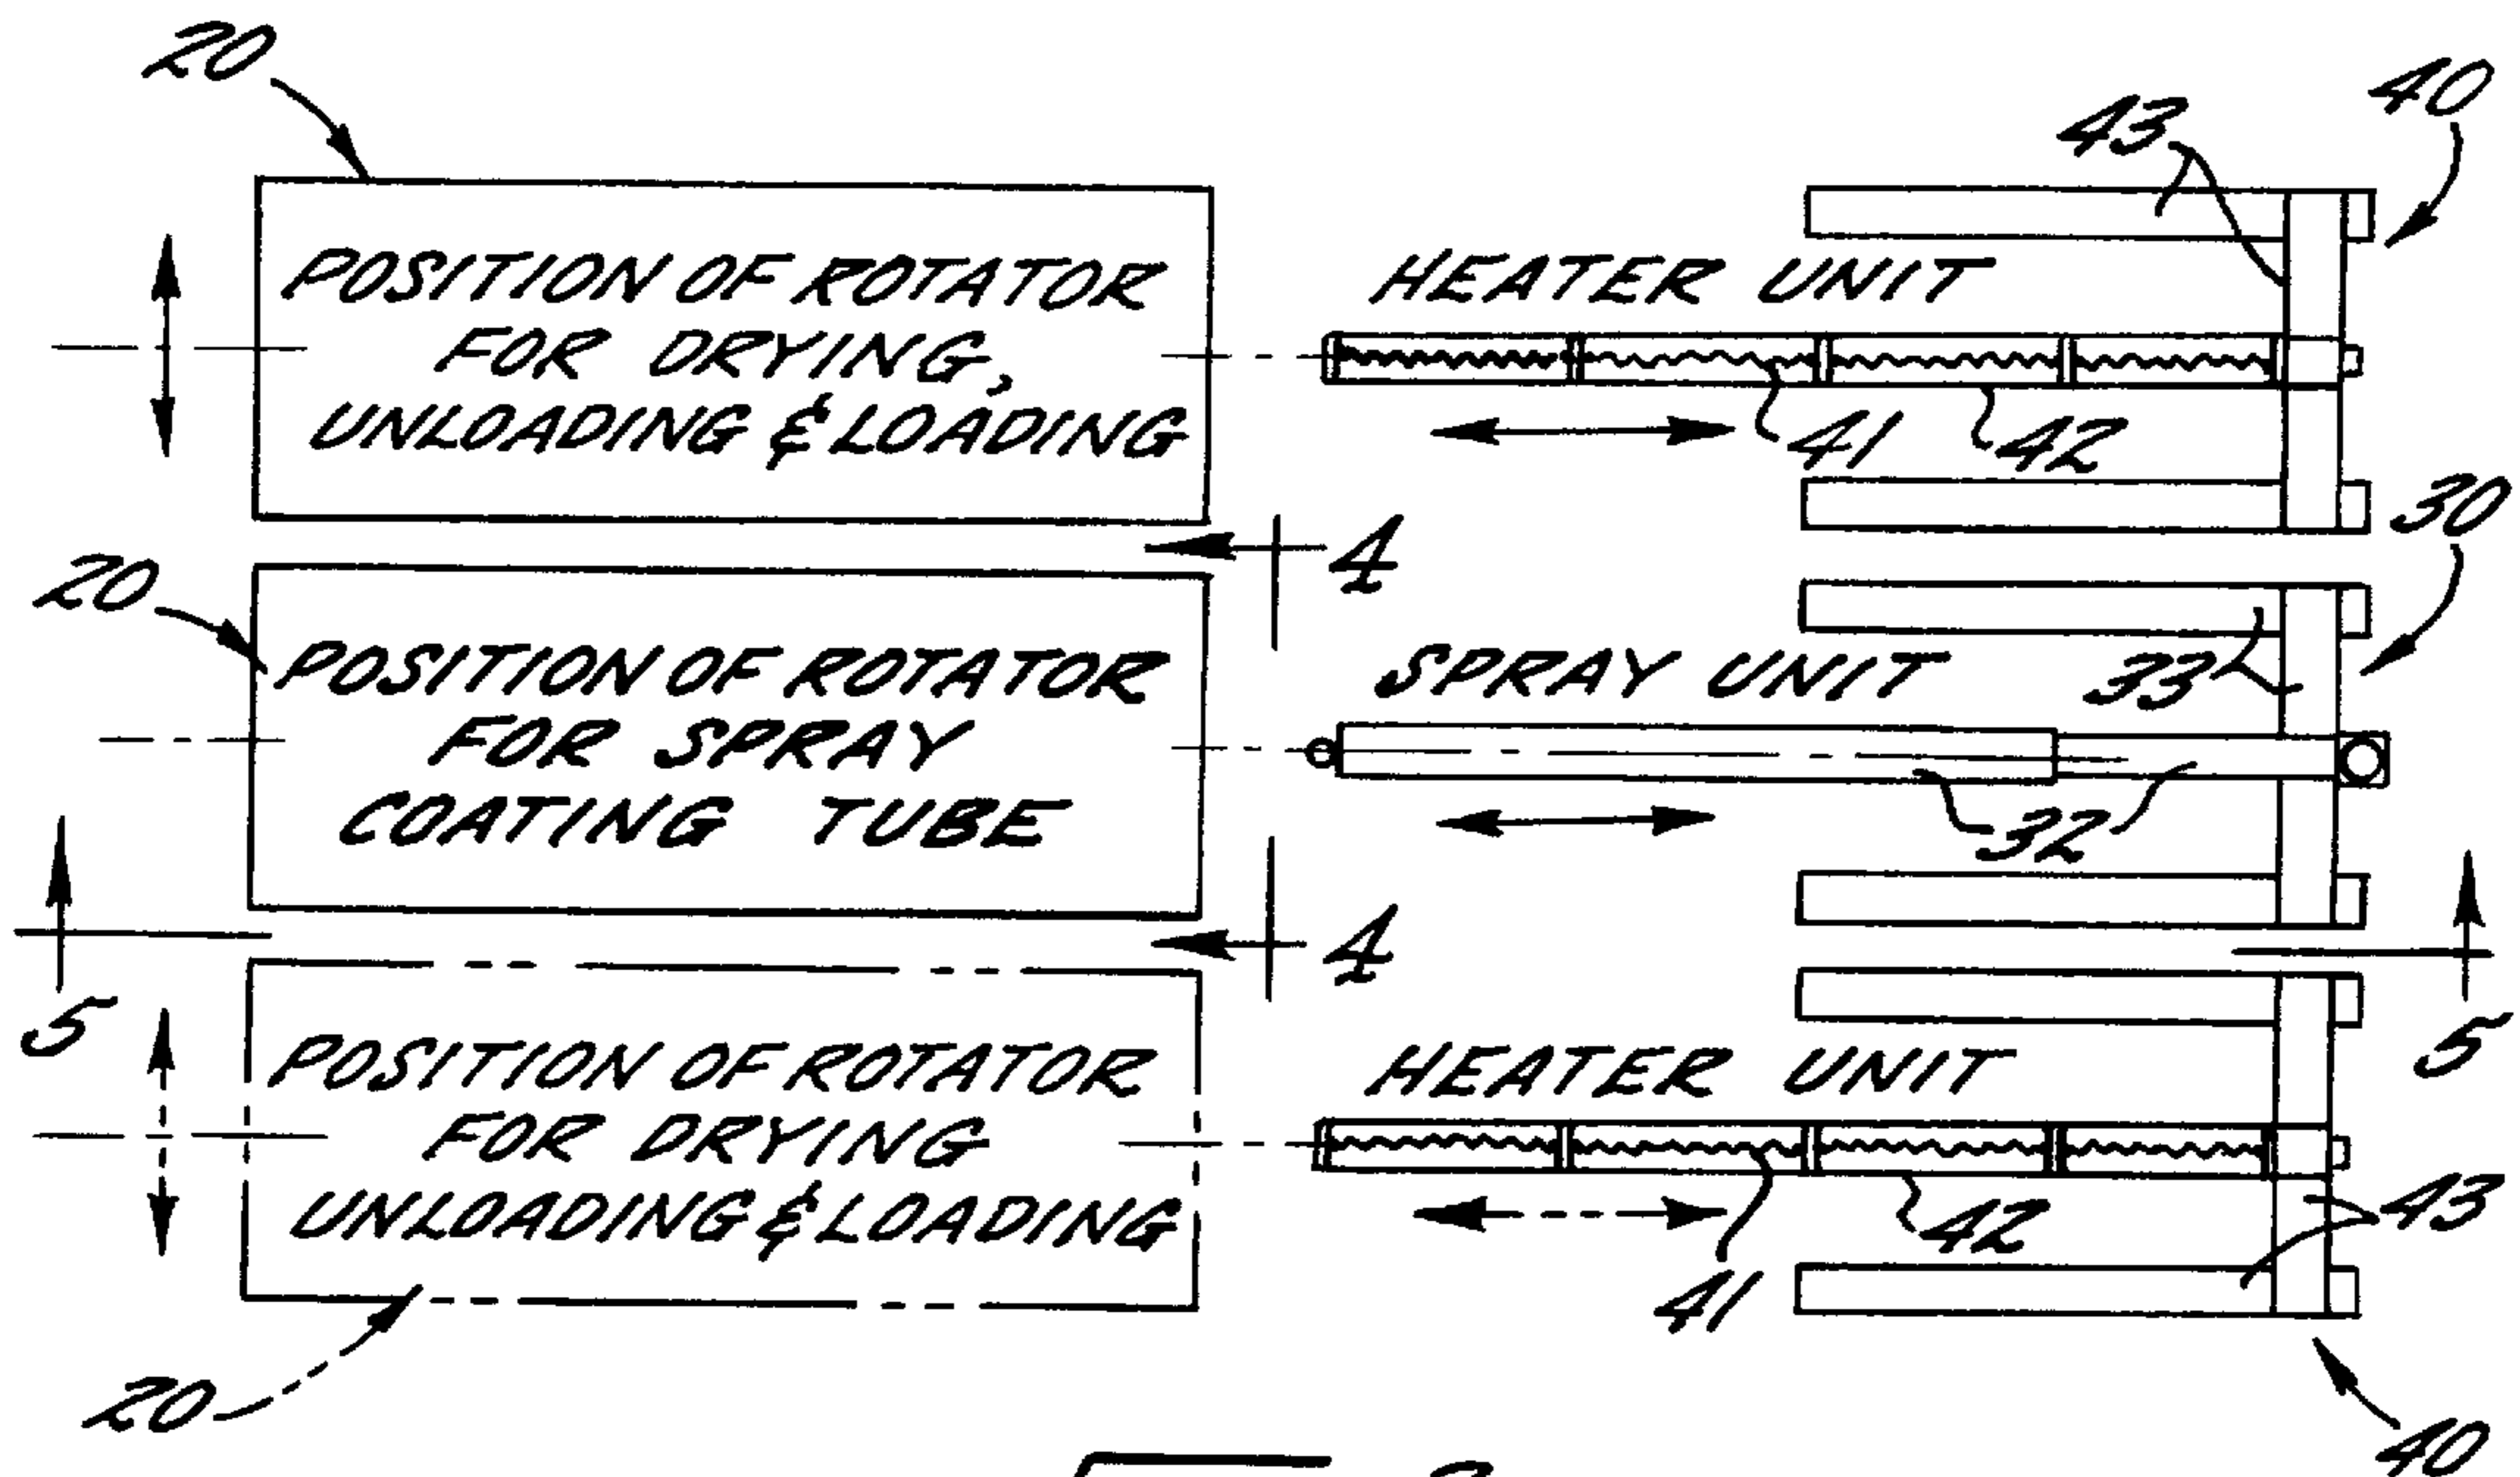 20
40
43
POSITION OF ROTATOR
FOR DRYING,
UNLOADING & LOADING
HEATER UNIT
41
42
30
4
20
POSITION OF ROTATOR
FOR SPRAY
COATING TUBE
SPRAY UNIT
33
32
4
5
5
POSITION OF ROTATOR
FOR DRYING
UNLOADING & LOADING
HEATER UNIT
42
43
41
20
40